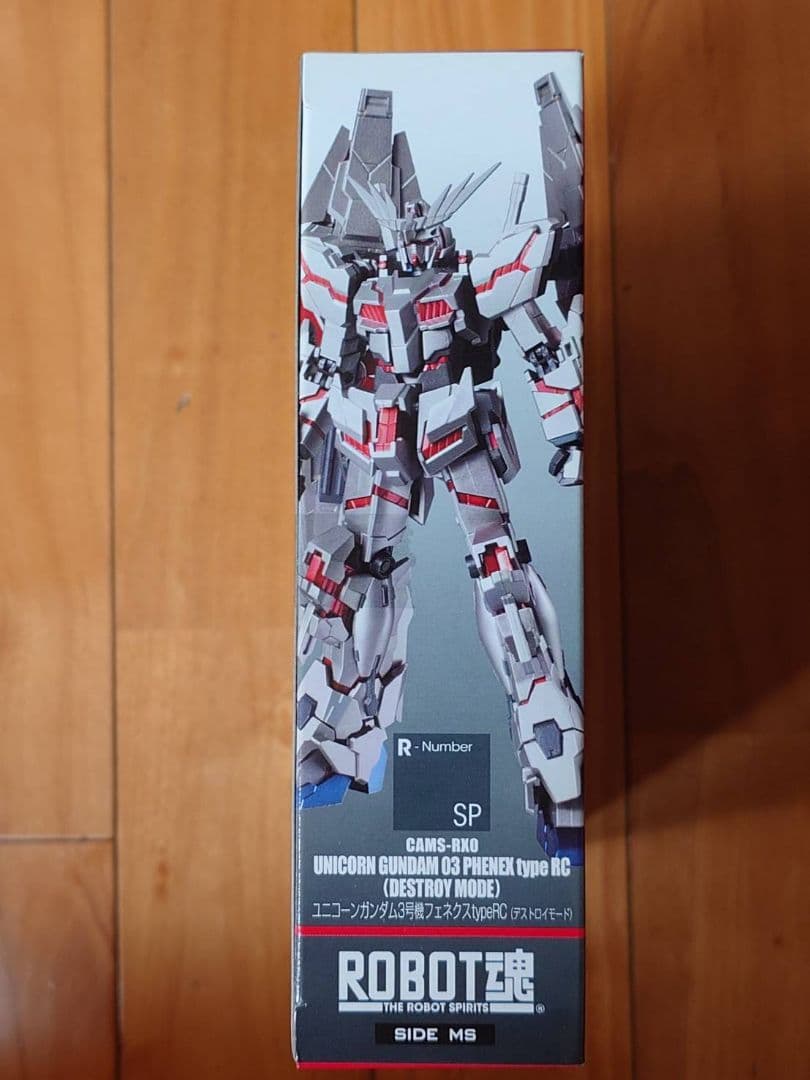 R - Number
SP
CAMS-RX0
UNICORN GUNDAM 03 PHENEX type RC
(DESTROY MODE)
ユニコーンガンダム3号機フェネクスtypeRC (デストロイモード)
ROBOT魂
THE ROBOT SPIRITS ®
SIDE MS